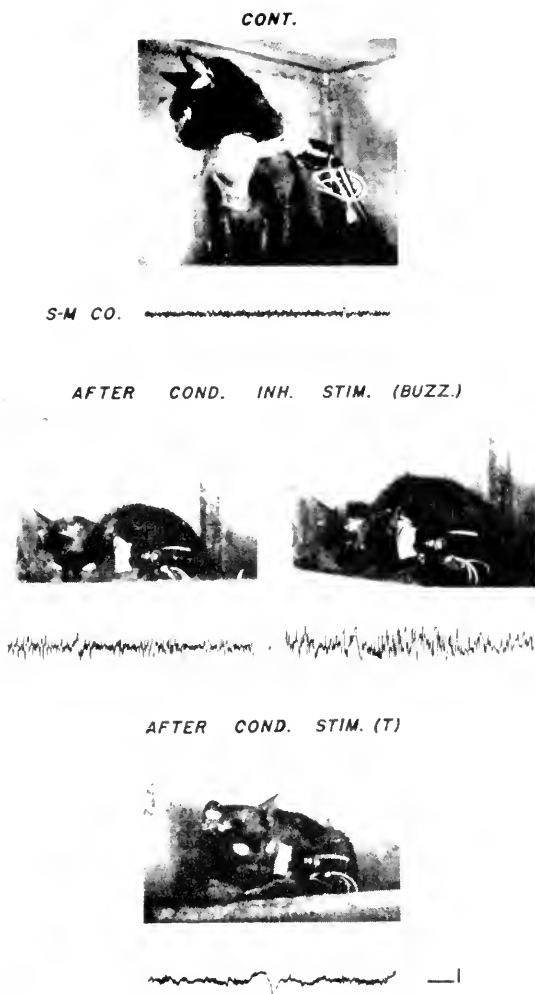 CONT.
S-M CO.
AFTER COND. INH. STIM. (BUZZ.)
AFTER COND. STIM. (T)